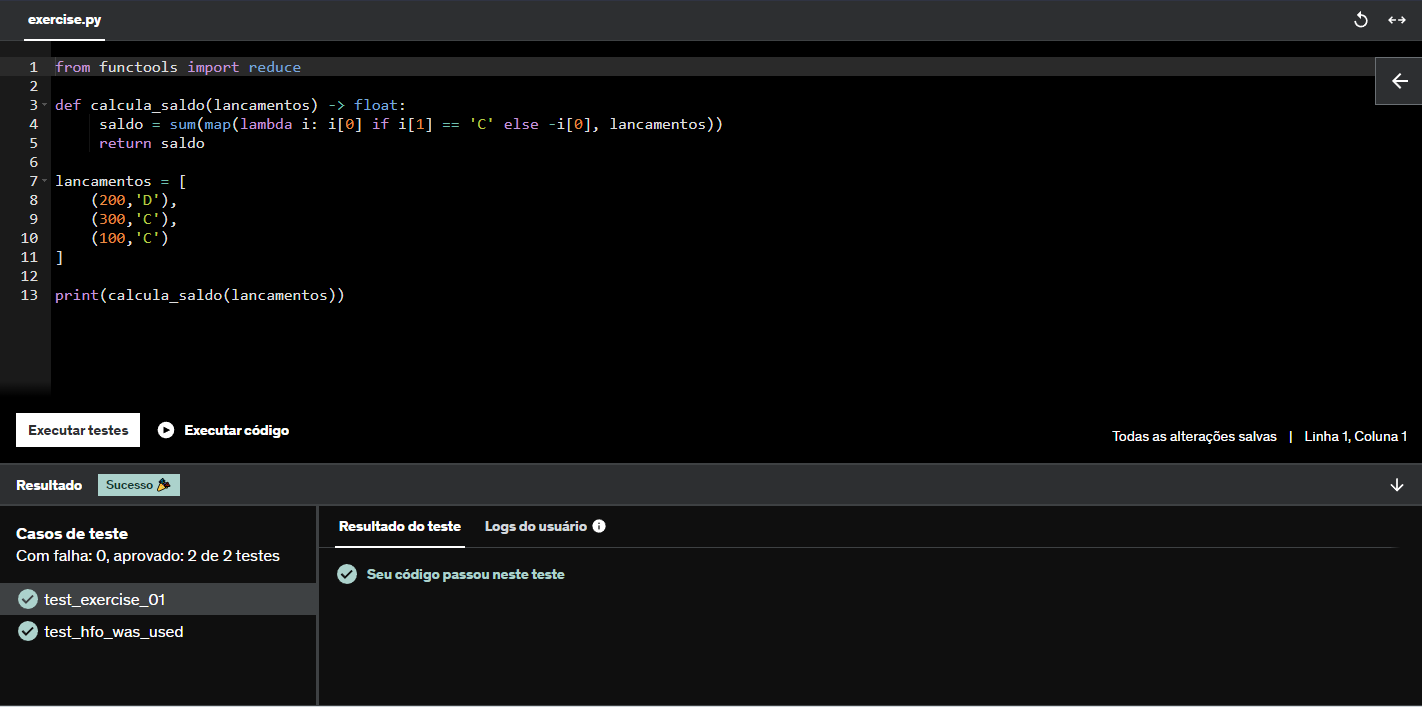 exercise.py
1 from functools import reduce
2
3 def calcula_saldo(lancamentos) -> float:
4     saldo = sum(map(lambda i: i[0] if i[1] == 'C' else -i[0], lancamentos))
5     return saldo
6
7 lancamentos = [
8     (200,'D'),
9     (300,'C'),
10     (100,'C')
11 ]
12
13 print(calcula_saldo(lancamentos))
Executar testes Executar código
Todas as alterações salvas | Linha 1, Coluna 1
Resultado Sucesso
Casos de teste
Com falha: 0, aprovado: 2 de 2 testes
test_exercise_01
test_hfo_was_used
Resultado do teste Logs do usuário
Seu código passou neste teste